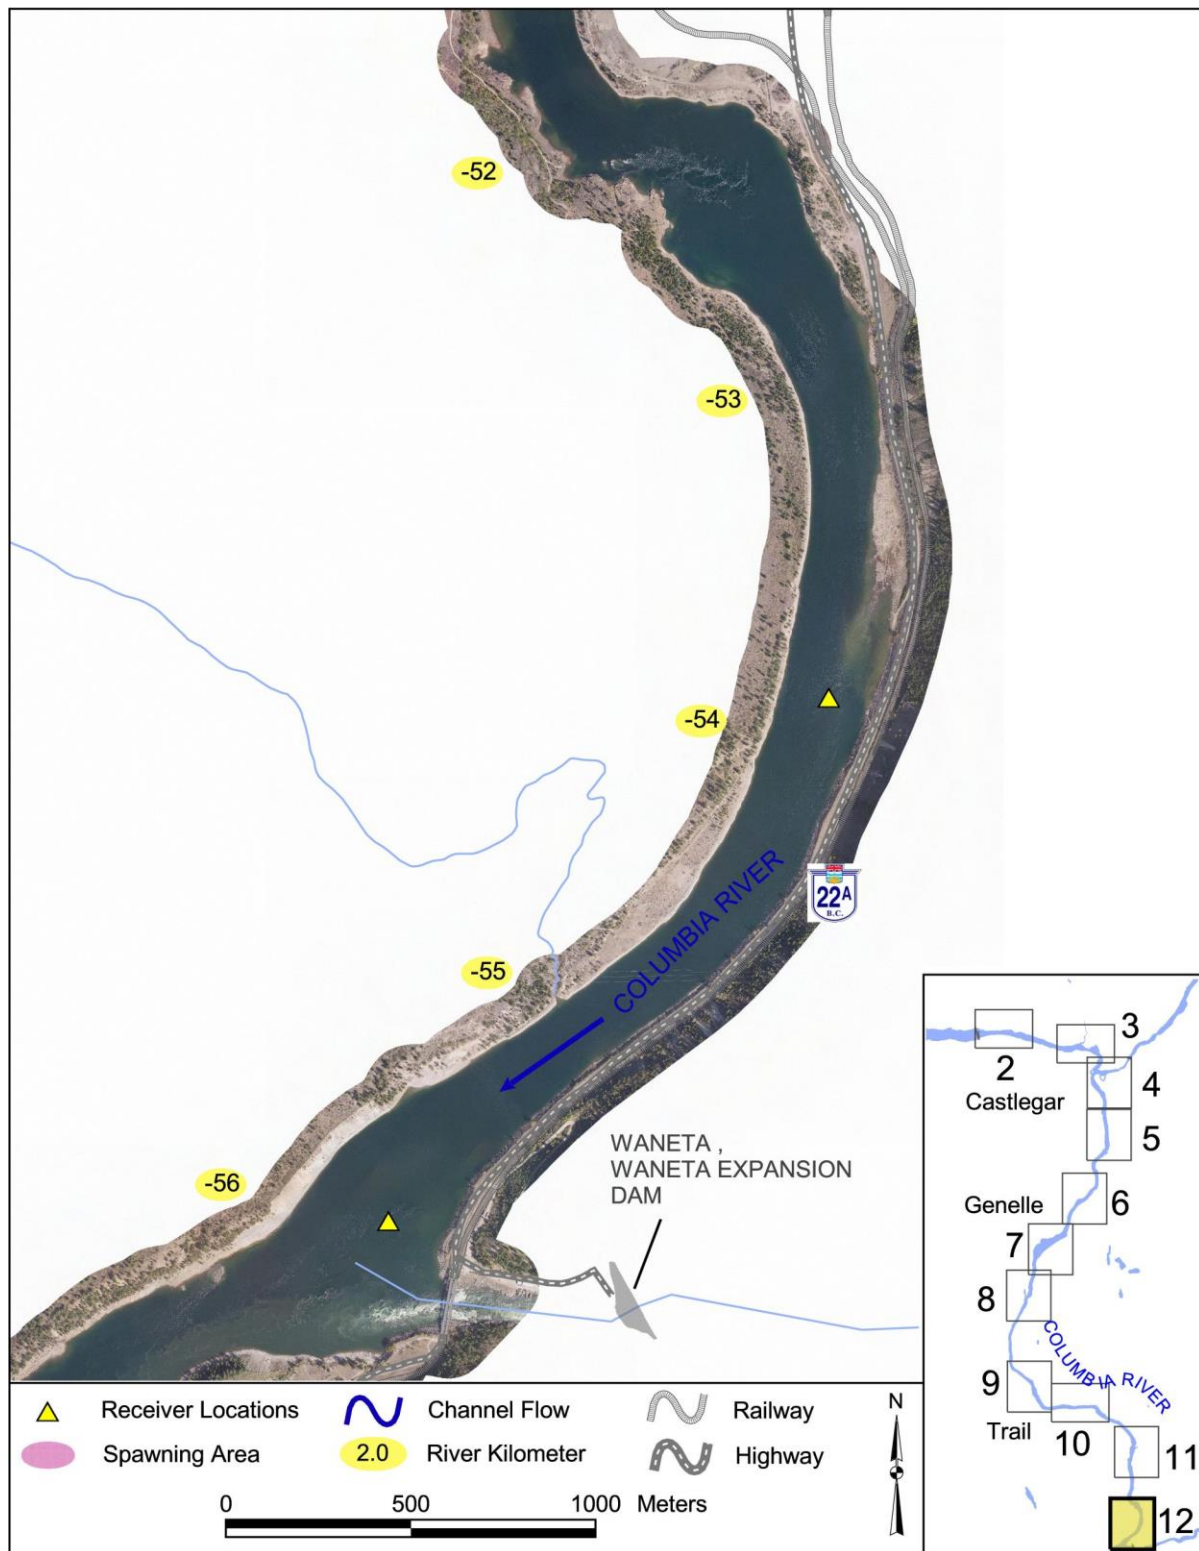 -52
-53
-54
22A
B.C.
COLUMBIA RIVER
-55
-56
WANETA ,
WANETA EXPANSION
DAM
2
3
Castlegar
4
5
Genelle
6
7
8
COLUMBIA RIVER
9
Trail
10
11
12
Receiver Locations
Channel Flow
Railway
Spawning Area
2.0
River Kilometer
Highway
N
0
500
1000
Meters